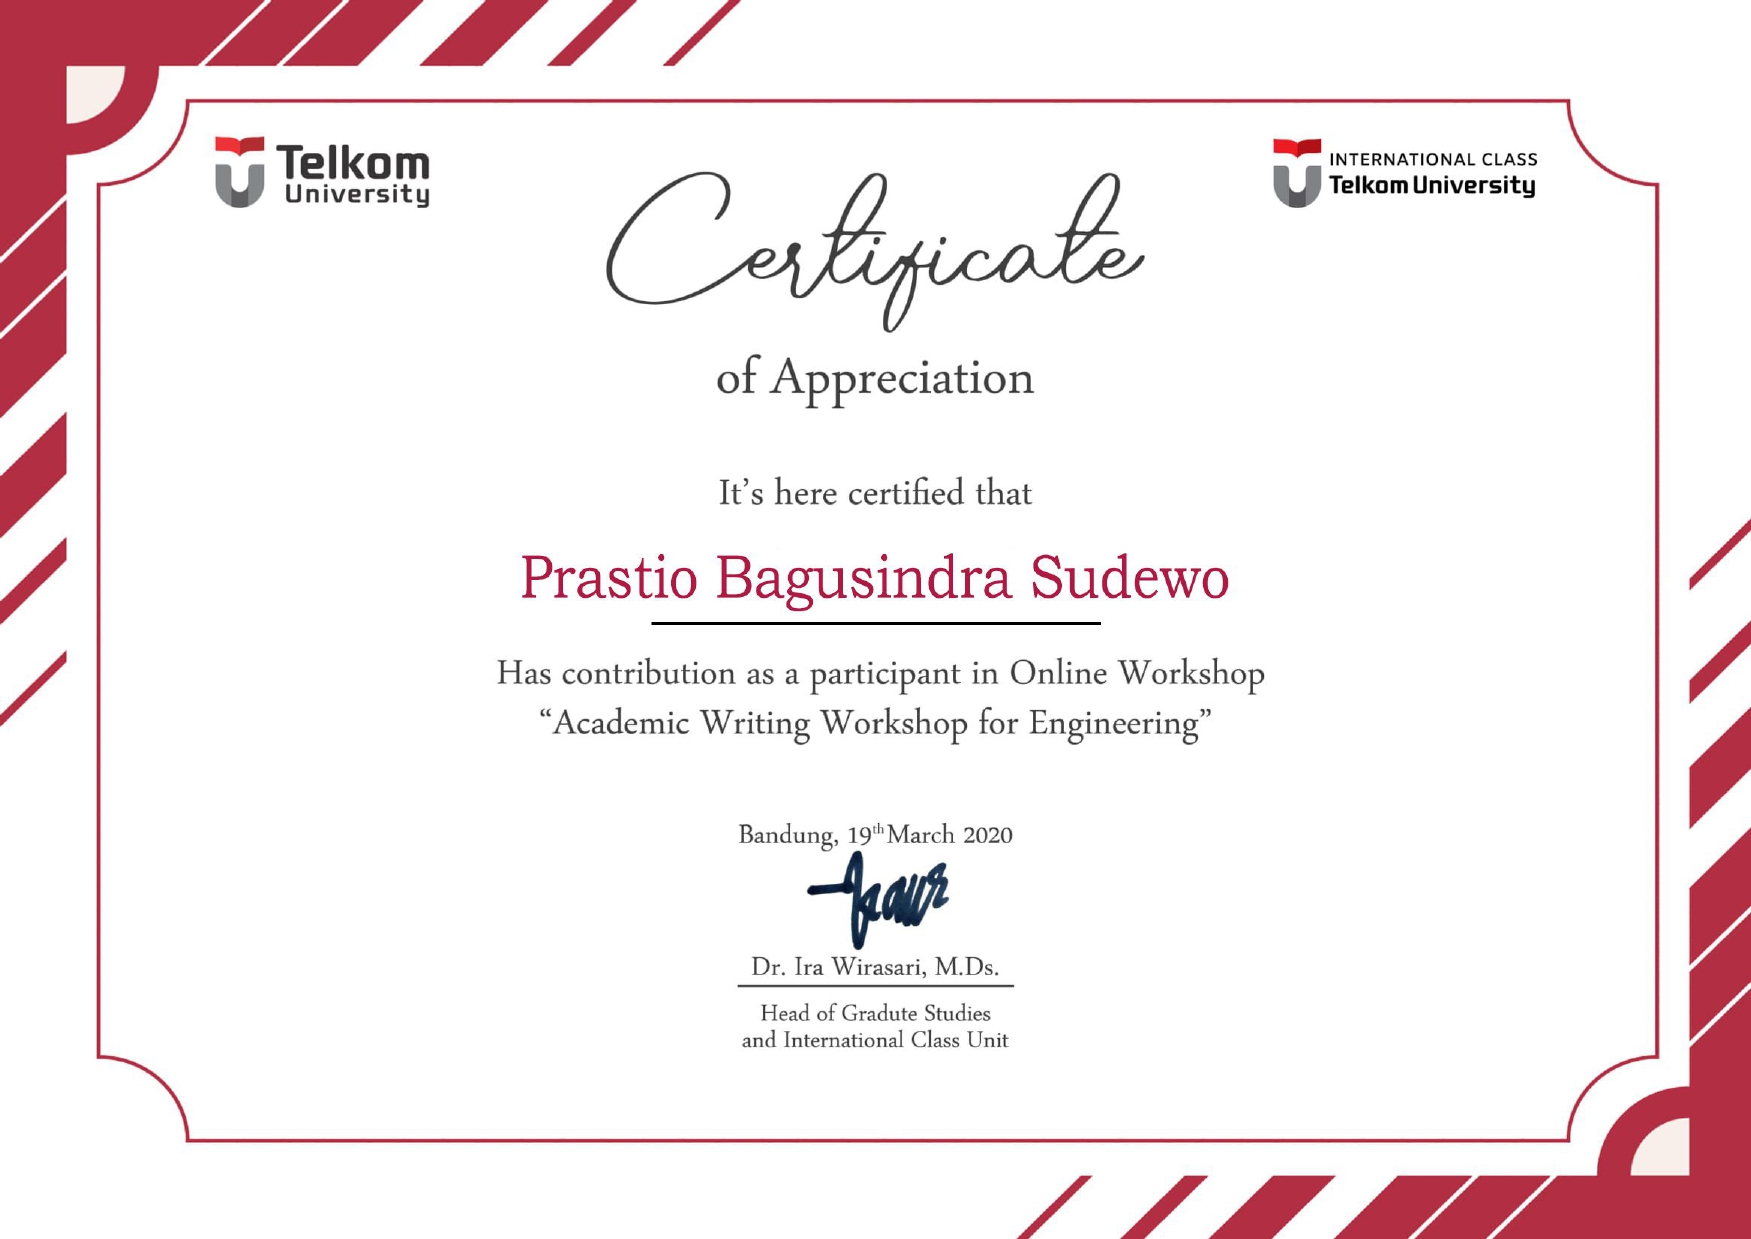 Telkom
University
INTERNATIONAL CLASS
Telkom University
Certificate
of Appreciation
It's here certified that
Prastio Bagusindra Sudewo
Has contribution as a participant in Online Workshop
“Academic Writing Workshop for Engineering”
Bandung, 19th March 2020
Dr. Ira Wirasari, M.Ds.
Head of Gradute Studies
and International Class Unit